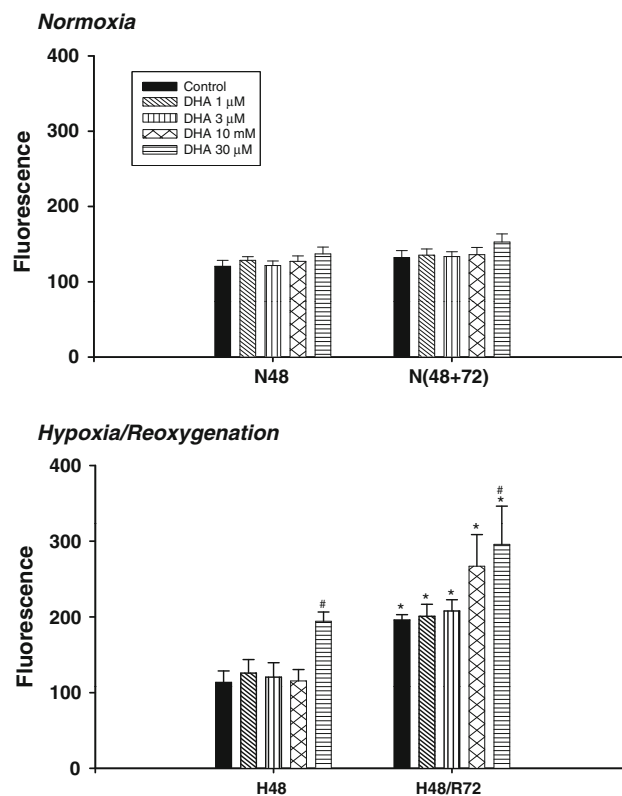 Normoxia
400
300
200
100
0
Fluorescence
Control
DHA 1 μM
DHA 3 μM
DHA 10 mM
DHA 30 μM
N48
N(48+72)
Hypoxia/Reoxygenation
400
300
200
100
0
Fluorescence
#
* * * * # *
H48
H48/R72